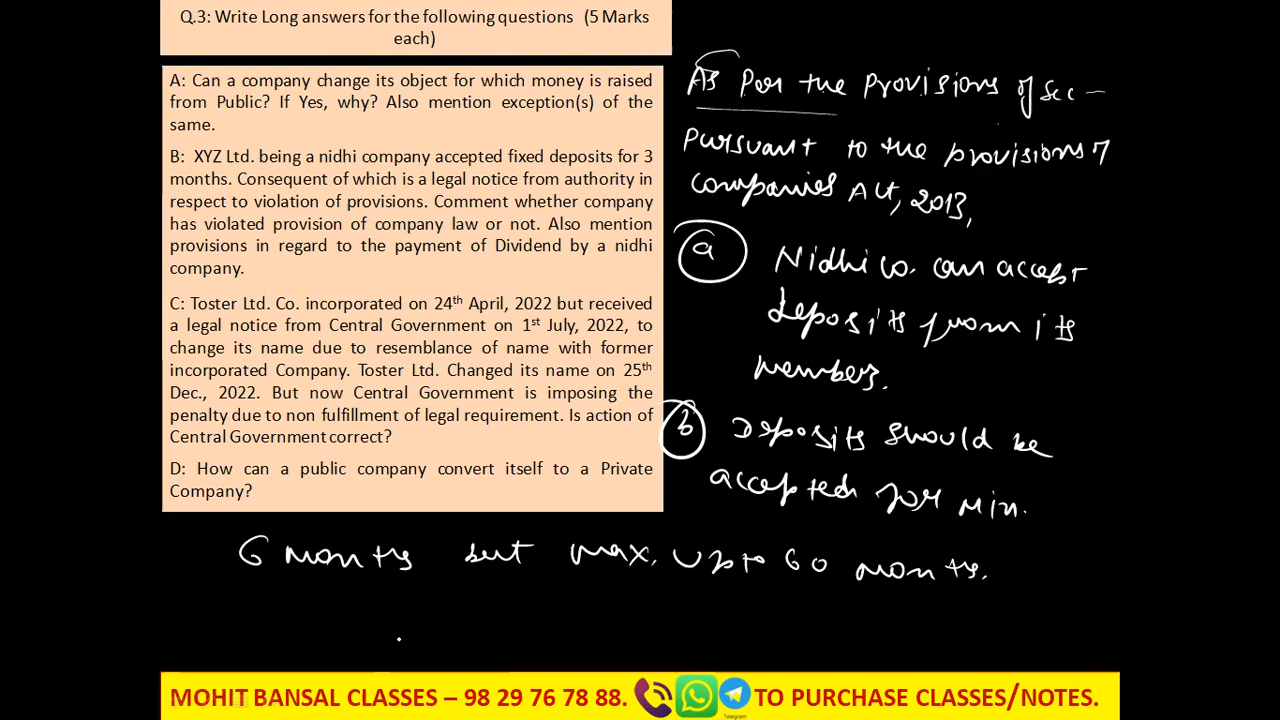 Q.3: Write Long answers for the following questions (5 Marks
each)
A: Can a company change its object for which money is raised
from Public? If Yes, why? Also mention exception(s) of the
same.
B: XYZ Ltd. being a nidhi company accepted fixed deposits for 3
months. Consequent of which is a legal notice from authority in
respect to violation of provisions. Comment whether company
has violated provision of company law or not. Also mention
provisions in regard to the payment of Dividend by a nidhi
company.
C: Toster Ltd. Co. incorporated on 24th April, 2022 but received
a legal notice from Central Government on 1st July, 2022, to
change its name due to resemblance of name with former
incorporated Company. Toster Ltd. Changed its name on 25th
Dec., 2022. But now Central Government is imposing the
penalty due to non fulfillment of legal requirement. Is action of
Central Government correct?
D: How can a public company convert itself to a Private
Company?
As Per the Provisions of Sec -
Pursuant to the provisions of
Companies Act, 2013,
a Nidhi Co. can accept
deposits from its
members.
b Deposits should be
accepted for Min.
6 months but max. upto 60 months.
MOHIT BANSAL CLASSES – 98 29 76 78 88. TO PURCHASE CLASSES/NOTES.
Telegram